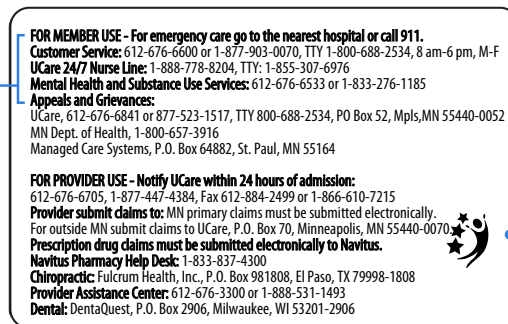 FOR MEMBER USE - For emergency care go to the nearest hospital or call 911.
Customer Service: 612-676-6600 or 1-877-903-0070, TTY 1-800-688-2534, 8 am-6 pm, M-F
UCare 24/7 Nurse Line: 1-888-778-8204, TTY: 1-855-307-6976
Mental Health and Substance Use Services: 612-676-6533 or 1-833-276-1185
Appeals and Grievances:
UCare, 612-676-6841 or 877-523-1517, TTY 800-688-2534, PO Box 52, Mpls,MN 55440-0052
MN Dept. of Health, 1-800-657-3916
Managed Care Systems, P.O. Box 64882, St. Paul, MN 55164
FOR PROVIDER USE - Notify UCare within 24 hours of admission:
612-676-6705, 1-877-447-4384, Fax 612-884-2499 or 1-866-610-7215
Provider submit claims to: MN primary claims must be submitted electronically.
For outside MN submit claims to UCare, P.O. Box 70, Minneapolis, MN 55440-0070.
Prescription drug claims must be submitted electronically to Navitus.
Navitus Pharmacy Help Desk: 1-833-837-4300
Chiropractic: Fulcrum Health, Inc., P.O. Box 981808, El Paso, TX 79998-1808
Provider Assistance Center: 612-676-3300 or 1-888-531-1493
Dental: DentaQuest, P.O. Box 2906, Milwaukee, WI 53201-2906